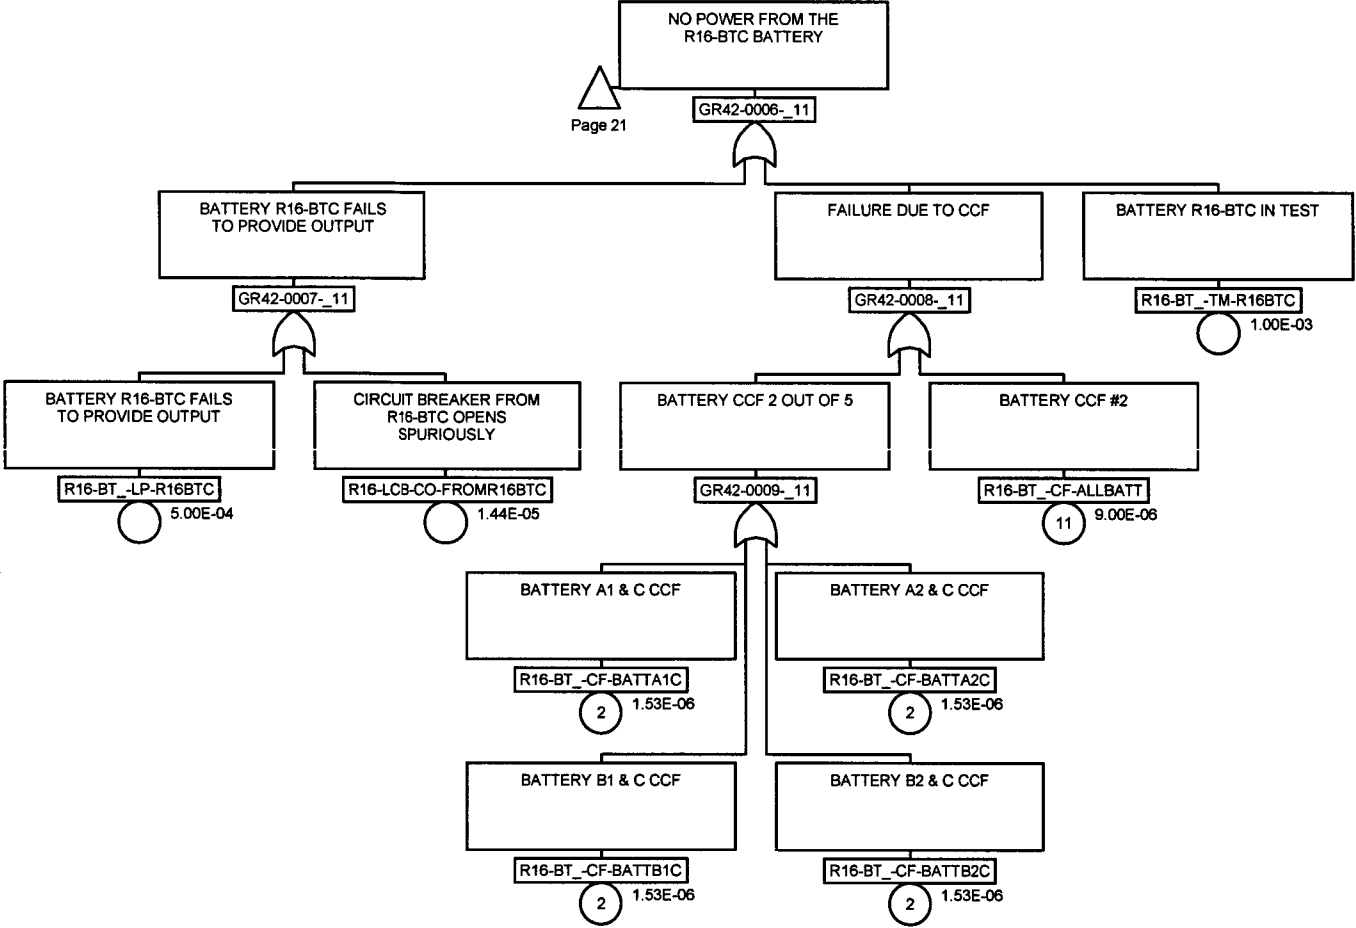 NO POWER FROM THE
R16-BTC BATTERY
Page 21
GR42-0006-_11
BATTERY R16-BTC FAILS
TO PROVIDE OUTPUT
GR42-0007-_11
FAILURE DUE TO CCF
GR42-0008-_11
BATTERY R16-BTC IN TEST
R16-BT_-TM-R16BTC
1.00E-03
BATTERY R16-BTC FAILS
TO PROVIDE OUTPUT
R16-BT_-LP-R16BTC
5.00E-04
CIRCUIT BREAKER FROM
R16-BTC OPENS
SPURIOUSLY
R16-LCB-CO-FROMR16BTC
1.44E-05
BATTERY CCF 2 OUT OF 5
GR42-0009-_11
BATTERY CCF #2
R16-BT_-CF-ALLBATT
11
9.00E-06
BATTERY A1 & C CCF
R16-BT_-CF-BATTA1C
2
1.53E-06
BATTERY A2 & C CCF
R16-BT_-CF-BATTA2C
2
1.53E-06
BATTERY B1 & C CCF
R16-BT_-CF-BATTB1C
2
1.53E-06
BATTERY B2 & C CCF
R16-BT_-CF-BATTB2C
2
1.53E-06